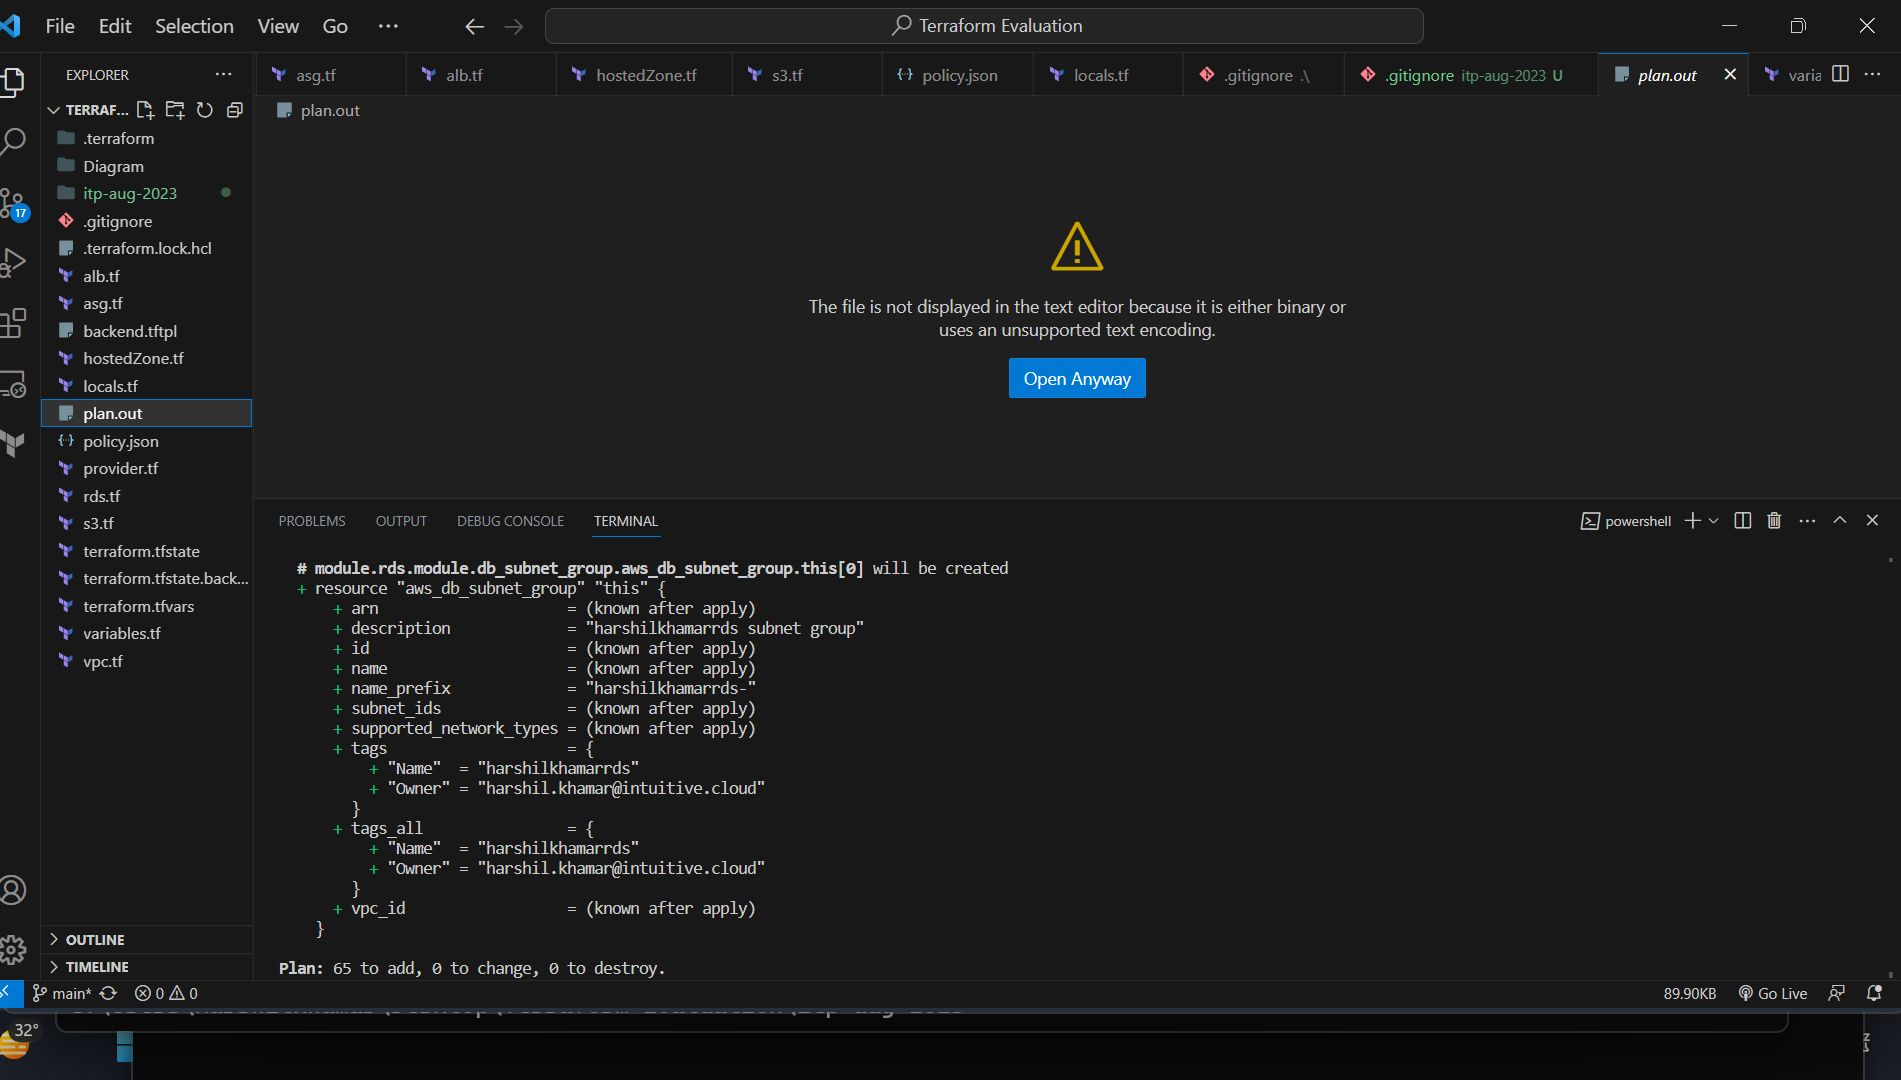 File Edit Selection View Go ···
Terraform Evaluation
EXPLORER
asg.tf
alb.tf
hostedZone.tf
s3.tf
policy.json
locals.tf
.gitignore .\
.gitignore itp-aug-2023 U
plan.out
varia
TERRAF...
plan.out
.terraform
Diagram
itp-aug-2023
.gitignore
.terraform.lock.hcl
alb.tf
asg.tf
backend.tftpl
hostedZone.tf
locals.tf
plan.out
policy.json
provider.tf
rds.tf
s3.tf
terraform.tfstate
terraform.tfstate.back...
terraform.tfvars
variables.tf
vpc.tf
OUTLINE
TIMELINE
17
The file is not displayed in the text editor because it is either binary or
uses an unsupported text encoding.
Open Anyway
PROBLEMS OUTPUT DEBUG CONSOLE TERMINAL
powershell
# module.rds.module.db_subnet_group.aws_db_subnet_group.this[0] will be created
+ resource "aws_db_subnet_group" "this" {
+ arn = (known after apply)
+ description = "harshilkhamarrds subnet group"
+ id = (known after apply)
+ name = (known after apply)
+ name_prefix = "harshilkhamarrds-"
+ subnet_ids = (known after apply)
+ supported_network_types = (known after apply)
+ tags = {
+ "Name" = "harshilkhamarrds"
+ "Owner" = "harshil.khamar@intuitive.cloud"
}
+ tags_all = {
+ "Name" = "harshilkhamarrds"
+ "Owner" = "harshil.khamar@intuitive.cloud"
}
+ vpc_id = (known after apply)
}
Plan: 65 to add, 0 to change, 0 to destroy.
main* 0 0
89.90KB Go Live
32°